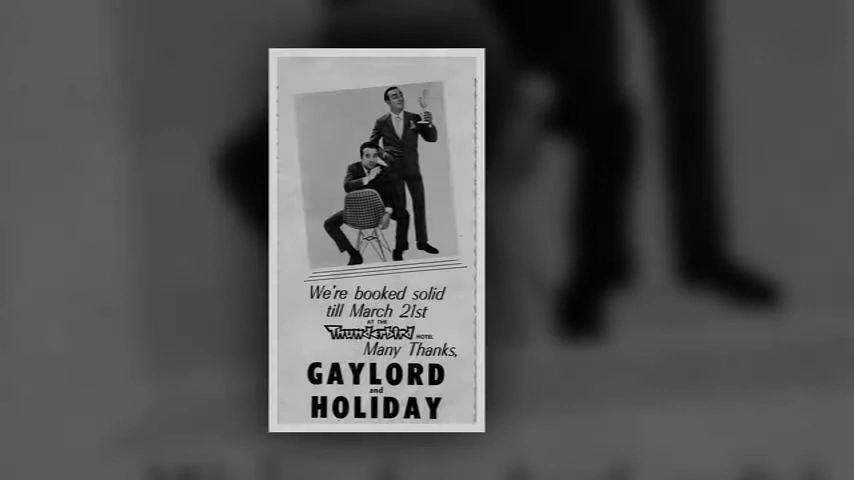 We're booked solid
till March 21st
AT THE
Thunderbird HOTEL
Many Thanks,
GAYLORD
and
HOLIDAY